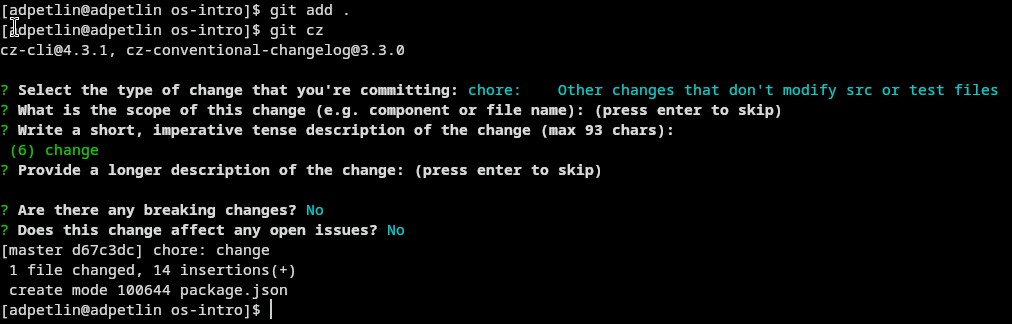 [adpetlin@adpetlin os-intro]$ git add .
[adpetlin@adpetlin os-intro]$ git cz
cz-cli@4.3.1, cz-conventional-changelog@3.3.0
? Select the type of change that you're committing: chore:    Other changes that don't modify src or test files
? What is the scope of this change (e.g. component or file name): (press enter to skip)
? Write a short, imperative tense description of the change (max 93 chars):
 (6) change
? Provide a longer description of the change: (press enter to skip)
? Are there any breaking changes? No
? Does this change affect any open issues? No
[master d67c3dc] chore: change
 1 file changed, 14 insertions(+)
 create mode 100644 package.json
[adpetlin@adpetlin os-intro]$